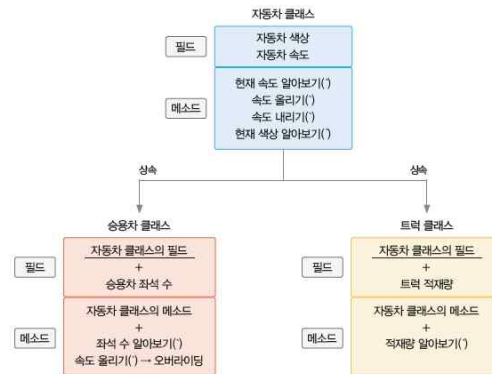 자동차 클래스
필드
자동차 색상
자동차 속도
메소드
현재 속도 알아보기(*)
속도 올리기(*)
속도 내리기(*)
현재 색상 알아보기(*)
상속
상속
승용차 클래스
필드
자동차 클래스의 필드
+
승용차 좌석 수
메소드
자동차 클래스의 메소드
+
좌석 수 알아보기(*)
속도 올리기(*) → 오버라이딩
트럭 클래스
필드
자동차 클래스의 필드
+
트럭 적재량
메소드
자동차 클래스의 메소드
+
적재량 알아보기(*)